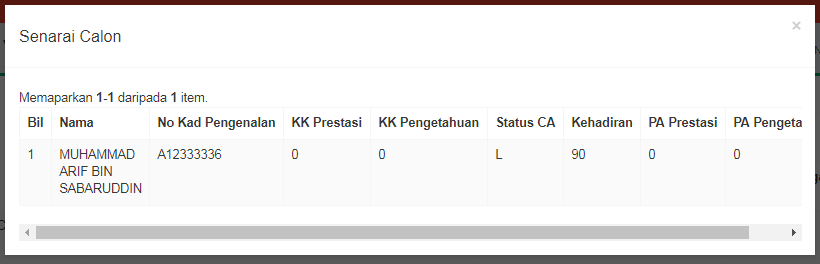 Senarai Calon
×
Memaparkan 1-1 daripada 1 item.
Bil Nama No Kad Pengenalan KK Prestasi KK Pengetahuan Status CA Kehadiran PA Prestasi PA Pengeta
1 MUHAMMAD A12333336 0 0 L 90 0 0
ARIF BIN
SABARUDDIN